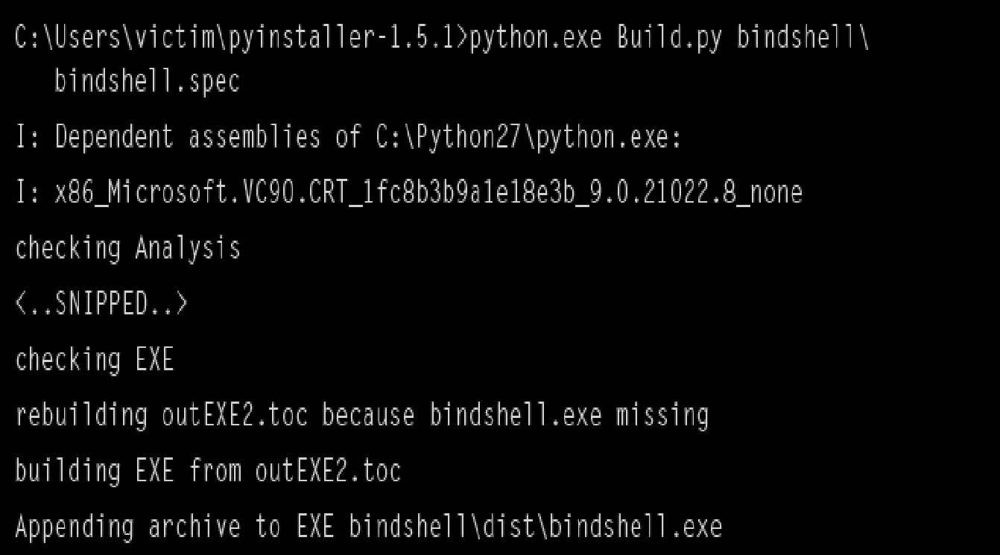 C:\Users\victim\pyinstaller-1.5.1>python.exe Build.py bindshell\
bindshell.spec
I: Dependent assemblies of C:\Python27\python.exe:
I: x86_Microsoft.VC90.CRT_1fc8b3b9a1e18e3b_9.0.21022.8_none
checking Analysis
<..SNIPPED..>
checking EXE
rebuilding outEXE2.toc because bindshell.exe missing
building EXE from outEXE2.toc
Appending archive to EXE bindshell\dist\bindshell.exe